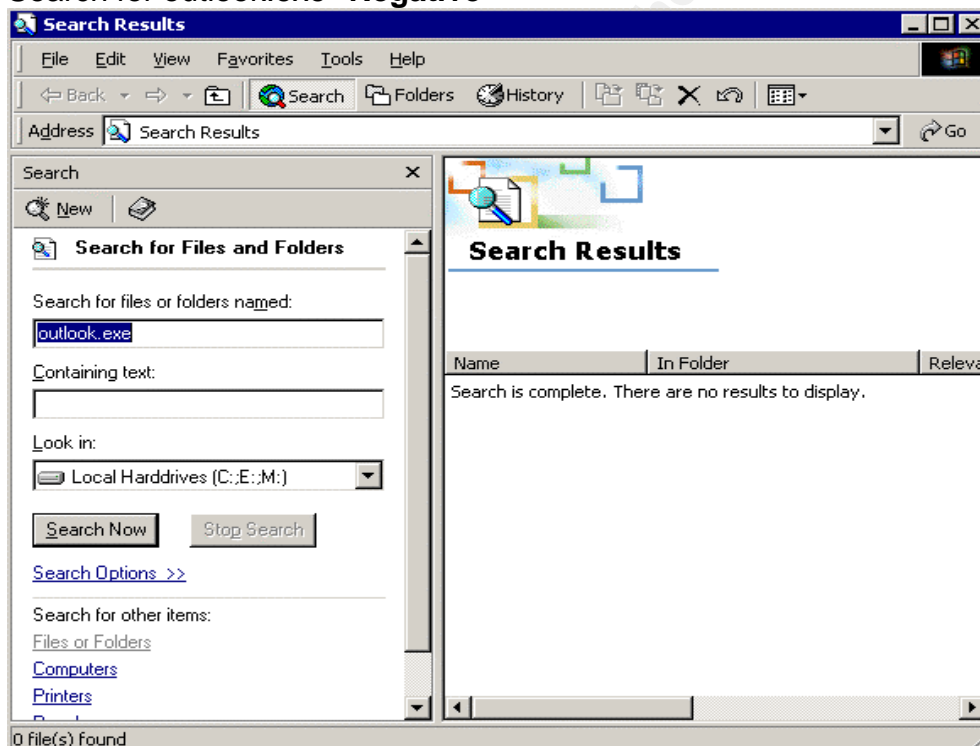 Search Results
File Edit View Favorites Tools Help
Back Search Folders History
Address Search Results Go
Search
New
Search for Files and Folders
Search for files or folders named:
outlook.exe
Containing text:
Look in:
Local Harddrives (C:;E:;M:)
Search Now Stop Search
Search Options >>
Search for other items:
Files or Folders
Computers
Printers
Search Results
Name In Folder Releva
Search is complete. There are no results to display.
0 file(s) found